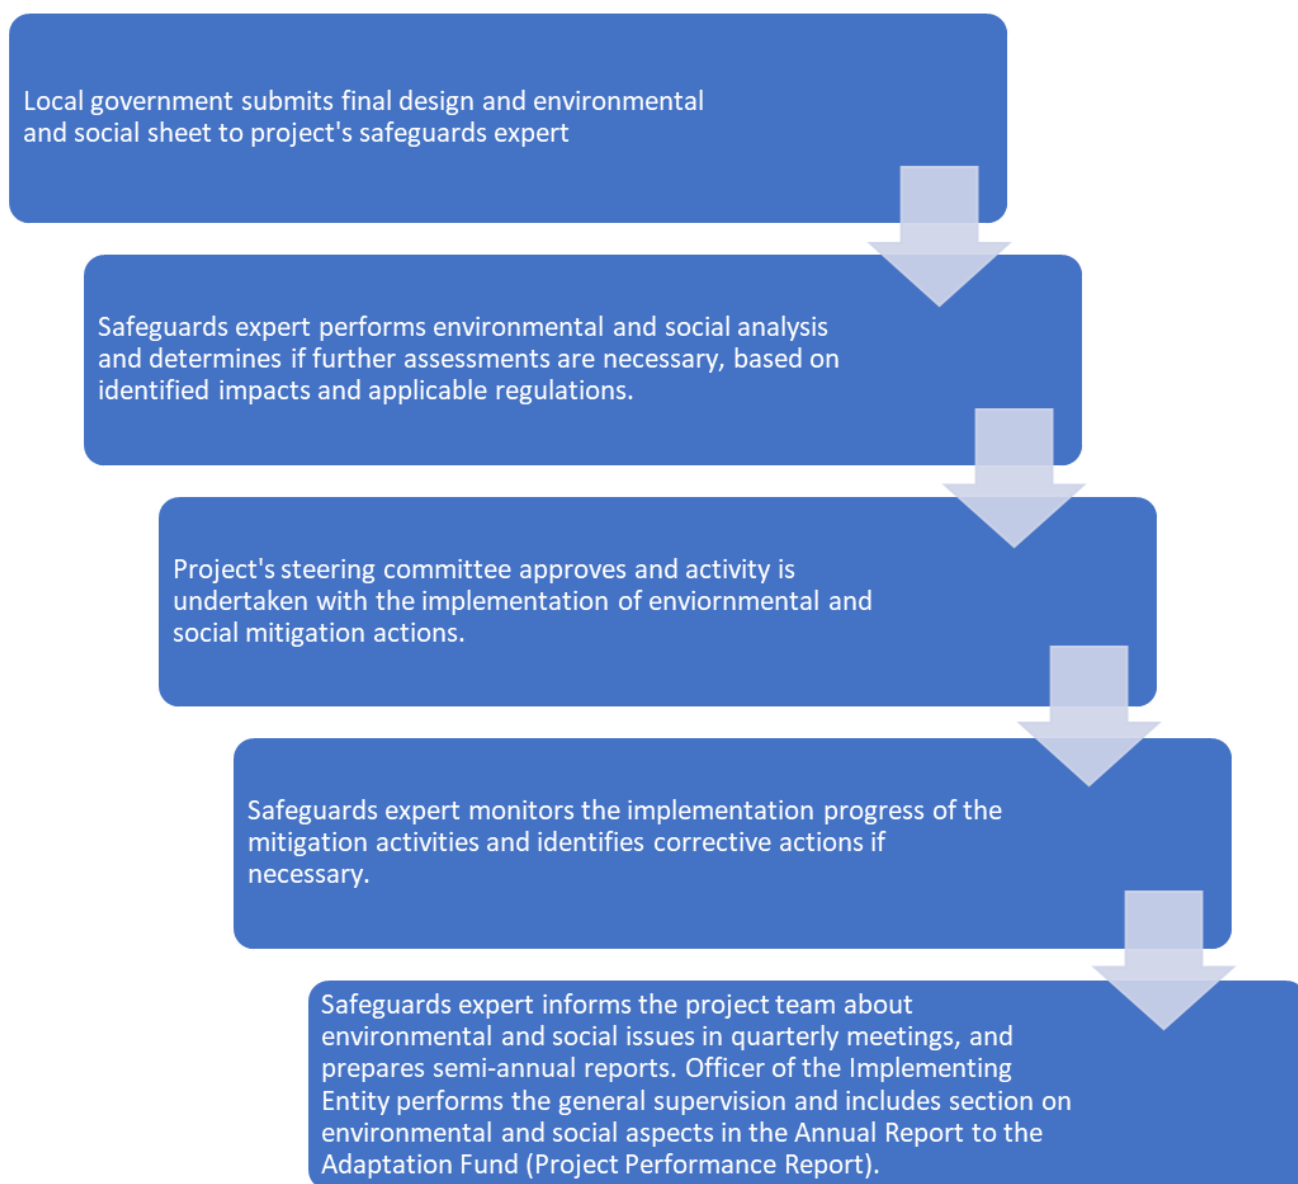 Local government submits final design and environmental
and social sheet to project's safeguards expert
Safeguards expert performs environmental and social analysis
and determines if further assessments are necessary, based on
identified impacts and applicable regulations.
Project's steering committee approves and activity is
undertaken with the implementation of enviornmental and
social mitigation actions.
Safeguards expert monitors the implementation progress of the
mitigation activities and identifies corrective actions if
necessary.
Safeguards expert informs the project team about
environmental and social issues in quarterly meetings, and
prepares semi-annual reports. Officer of the Implementing
Entity performs the general supervision and includes section on
environmental and social aspects in the Annual Report to the
Adaptation Fund (Project Performance Report).